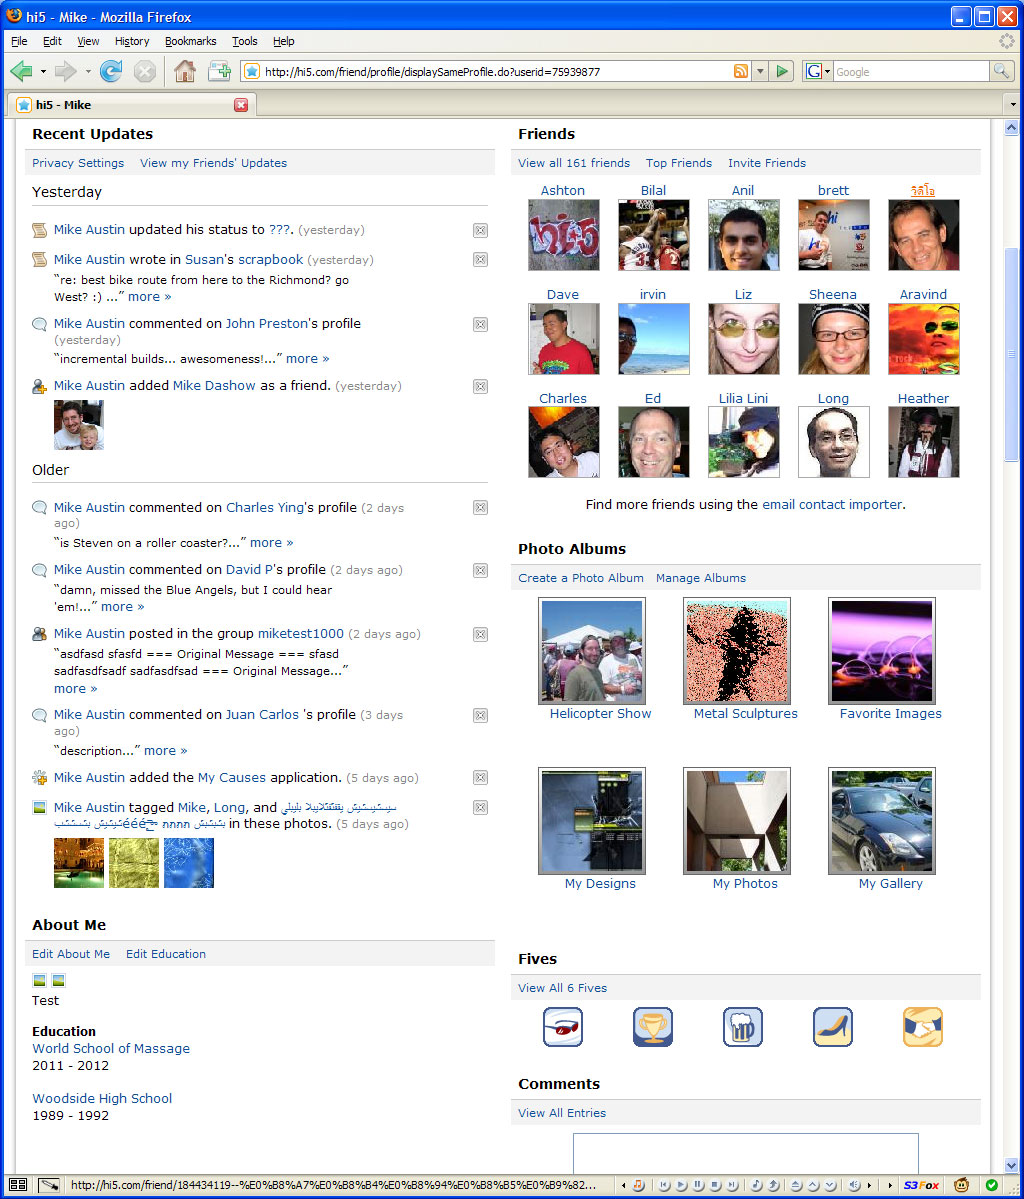 hi5 - Mike - Mozilla Firefox
File Edit View History Bookmarks Tools Help
http://hi5.com/friend/profile/displaySameProfile.do?userid=75939877
G Google
hi5 - Mike
Recent Updates
Privacy Settings View my Friends' Updates
Yesterday
Mike Austin updated his status to ???. (yesterday)
Mike Austin wrote in Susan's scrapbook (yesterday)
“re: best bike route from here to the Richmond? go
West? :) ...” more »
Mike Austin commented on John Preston's profile
(yesterday)
“incremental builds... awesomeness!...” more »
Mike Austin added Mike Dashow as a friend. (yesterday)
Older
Mike Austin commented on Charles Ying's profile (2 days
ago)
“is Steven on a roller coaster?...” more »
Mike Austin commented on David P's profile (2 days ago)
“damn, missed the Blue Angels, but I could hear
'em!...” more »
Mike Austin posted in the group miketest1000 (2 days ago)
“asdfasd sfasfd === Original Message === sfasd
sadfasdfsadf sadfasdfsad === Original Message...”
more »
Mike Austin commented on Juan Carlos 's profile (3 days
ago)
“description...” more »
Mike Austin added the My Causes application. (5 days ago)
Mike Austin tagged Mike, Long, and
in these photos. (5 days ago)
About Me
Edit About Me Edit Education
Test
Education
World School of Massage
2011 - 2012
Woodside High School
1989 - 1992
Friends
View all 161 friends Top Friends Invite Friends
Ashton Bilal Anil brett วิดีโอ
hi5
hi
Dave irvin Liz Sheena Aravind
Charles Ed Lilia Lini Long Heather
Find more friends using the email contact importer.
Photo Albums
Create a Photo Album Manage Albums
Helicopter Show Metal Sculptures Favorite Images
My Designs My Photos My Gallery
Fives
View All 6 Fives
Comments
View All Entries
http://hi5.com/friend/184434119--%E0%B8%A7%E0%B8%B4%E0%B8%94%E0%B8%B5%E0%B9%82...
S3Fox